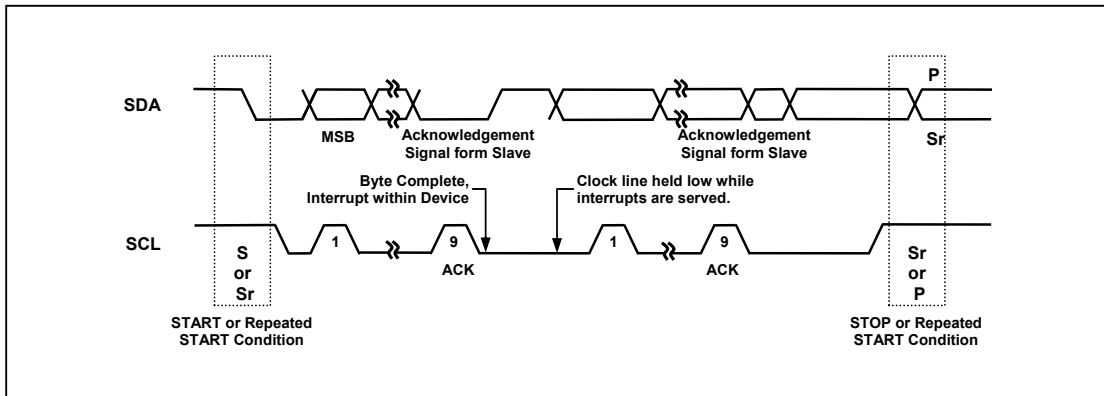 P
SDA
MSB
Acknowledgement
Signal form Slave
Acknowledgement
Signal form Slave
Sr
Byte Complete,
Interrupt within Device
Clock line held low while
interrupts are served.
SCL
S
or
Sr
1
9
ACK
1
9
ACK
Sr
or
P
START or Repeated
START Condition
STOP or Repeated
START Condition